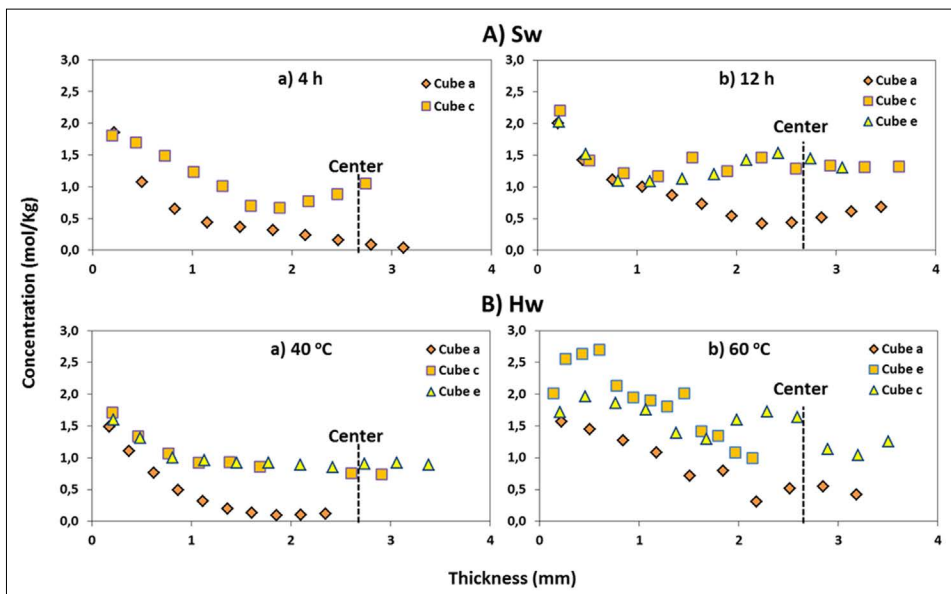 A) Sw
a) 4 h
Cube a
Cube c
Center
3,0
2,5
2,0
1,5
1,0
0,5
0,0
0
1
2
3
4
b) 12 h
Cube a
Cube c
Cube e
Center
3,0
2,5
2,0
1,5
1,0
0,5
0,0
0
1
2
3
4
Concentration (mol/Kg)
B) Hw
a) 40 °C
Cube a
Cube c
Cube e
Center
3,0
2,5
2,0
1,5
1,0
0,5
0,0
0
1
2
3
4
b) 60 °C
Cube a
Cube e
Cube c
Center
3,0
2,5
2,0
1,5
1,0
0,5
0,0
0
1
2
3
4
Thickness (mm)